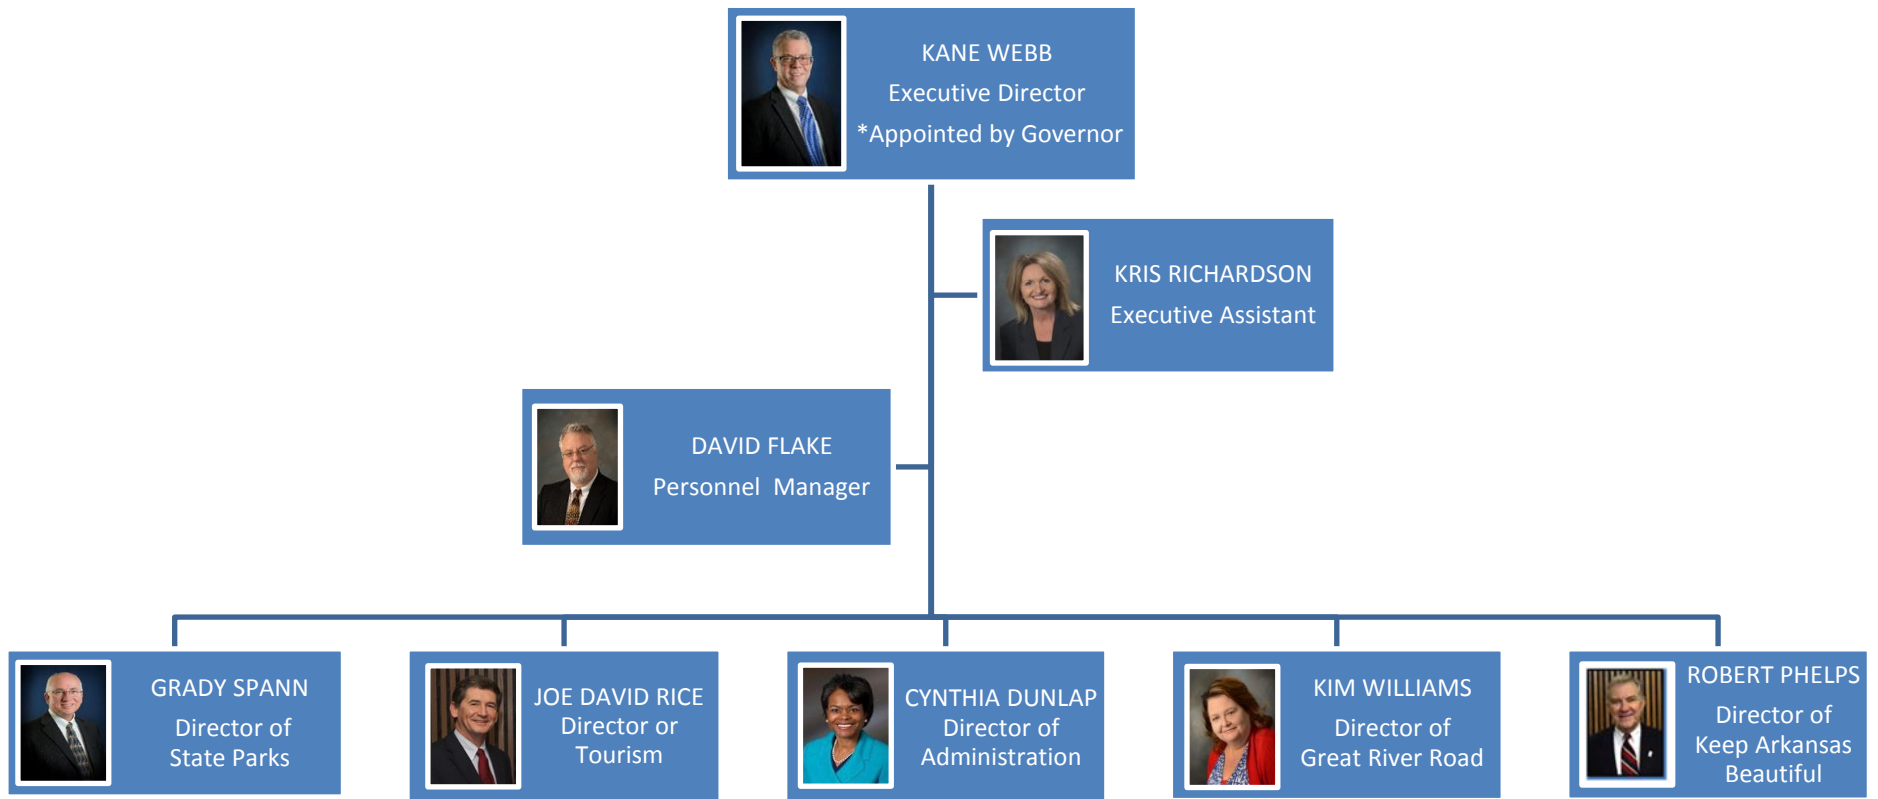 KANE WEBB
Executive Director
*Appointed by Governor
KRIS RICHARDSON
Executive Assistant
DAVID FLAKE
Personnel  Manager
GRADY SPANN
Director of
State Parks
JOE DAVID RICE
Director or
Tourism
CYNTHIA DUNLAP
Director of
Administration
KIM WILLIAMS
Director of
Great River Road
ROBERT PHELPS
Director of
Keep Arkansas
Beautiful